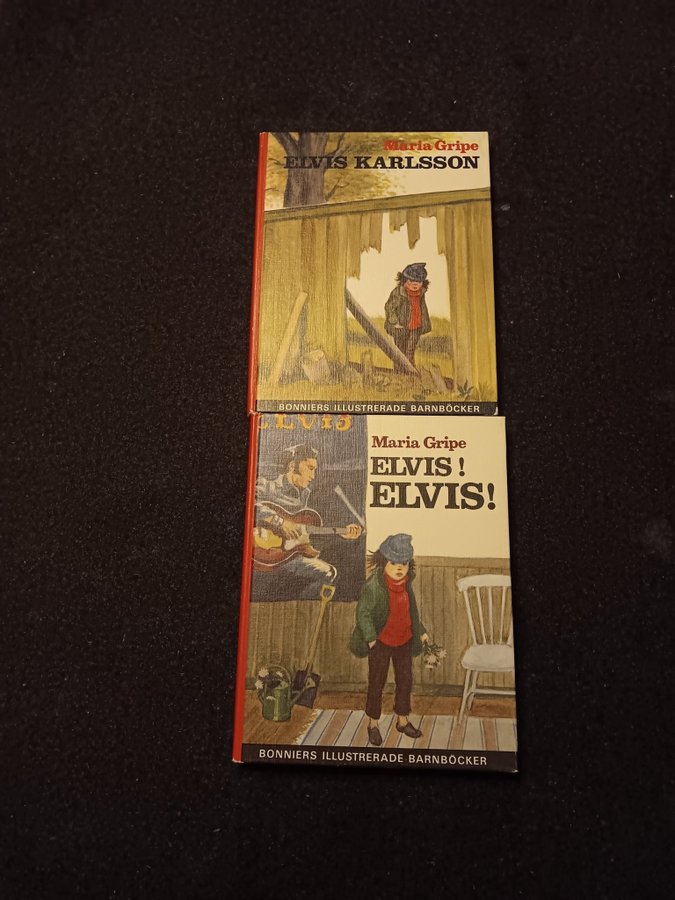 Maria Gripe
ELVIS KARLSSON
BONNIERS ILLUSTRERADE BARNBÖCKER
ELVIS
Maria Gripe
ELVIS!
ELVIS!
BONNIERS ILLUSTRERADE BARNBÖCKER